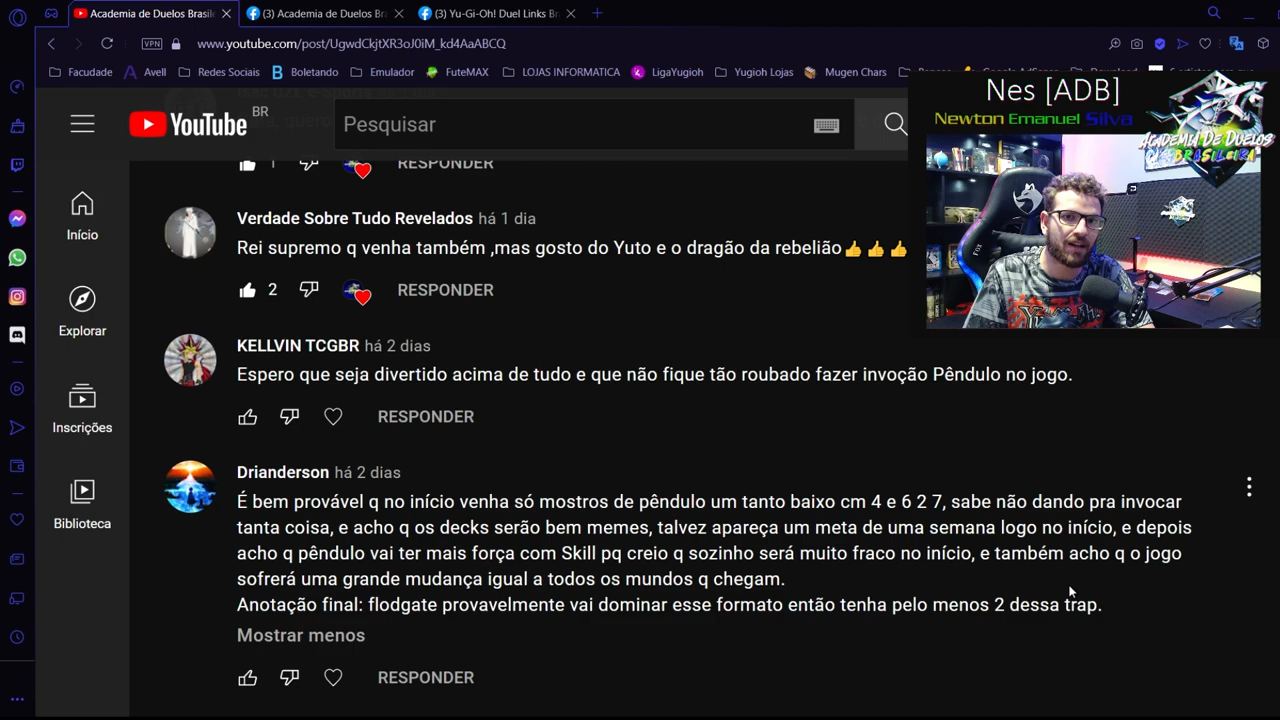 Academia de Duelos Brasile
(3) Academia de Duelos Bra
(3) Yu-Gi-Oh! Duel Links Br
VPN
www.youtube.com/post/UgwdCkjtXR3oJ0iM_kd4AaABCQ
Facudade
Avell
Redes Sociais
Boletando
Emulador
FuteMAX
LOJAS INFORMATICA
LigaYugioh
Yugioh Lojas
Mugen Chars
Nes [ADB]
Newton Emanuel Silva
ACADEMIA DE DUELOS
BRASILEIRA
YouTube
BR
Pesquisar
1
RESPONDER
Início
Explorar
Inscrições
Biblioteca
Verdade Sobre Tudo Revelados há 1 dia
Rei supremo q venha também ,mas gosto do Yuto e o dragão da rebelião👍👍👍
2
RESPONDER
KELLVIN TCGBR há 2 dias
Espero que seja divertido acima de tudo e que não fique tão roubado fazer invoção Pêndulo no jogo.
RESPONDER
Drianderson há 2 dias
É bem provável q no início venha só mostros de pêndulo um tanto baixo cm 4 e 6 2 7, sabe não dando pra invocar
tanta coisa, e acho q os decks serão bem memes, talvez apareça um meta de uma semana logo no início, e depois
acho q pêndulo vai ter mais força com Skill pq creio q sozinho será muito fraco no início, e também acho q o jogo
sofrerá uma grande mudança igual a todos os mundos q chegam.
Anotação final: flodgate provavelmente vai dominar esse formato então tenha pelo menos 2 dessa trap.
Mostrar menos
RESPONDER